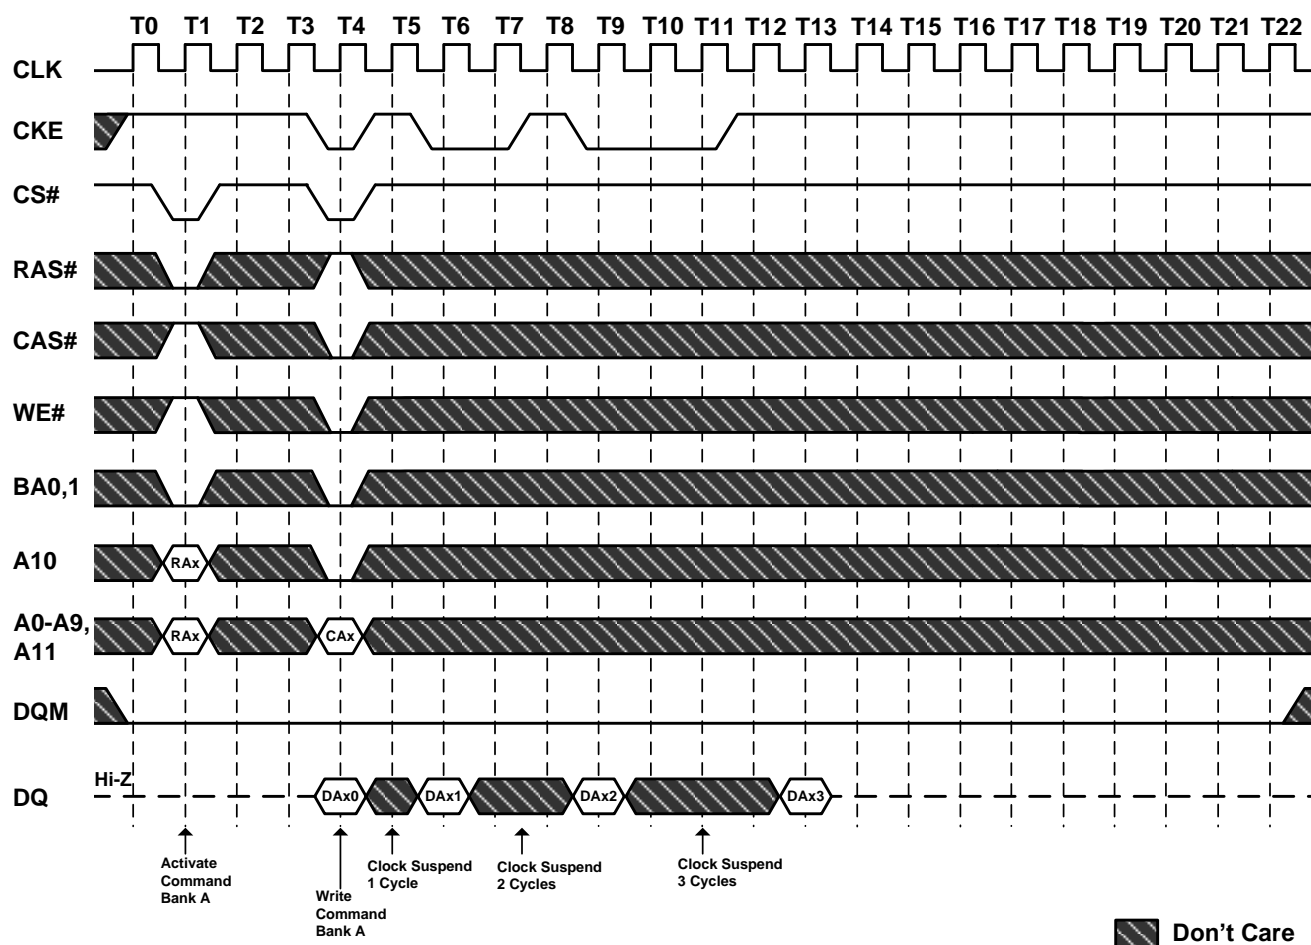 T0 T1 T2 T3 T4 T5 T6 T7 T8 T9 T10 T11 T12 T13 T14 T15 T16 T17 T18 T19 T20 T21 T22
CLK
CKE
CS#
RAS#
CAS#
WE#
BA0,1
A10 RAx
A0-A9,
A11 RAx CAx
DQM
Hi-Z
DQ DAx0 DAx1 DAx2 DAx3
Activate
Command
Bank A
Write
Command
Bank A
Clock Suspend
1 Cycle
Clock Suspend
2 Cycles
Clock Suspend
3 Cycles
Don't Care